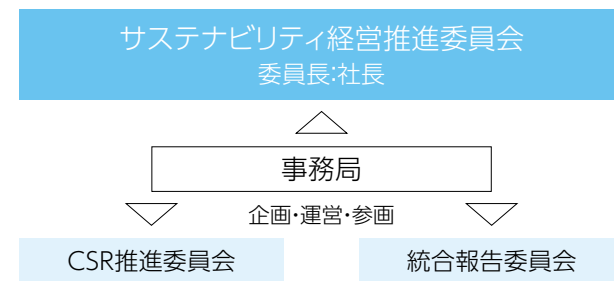 サステナビリティ経営推進委員会
委員長:社長
事務局
企画・運営・参画
CSR推進委員会
統合報告委員会